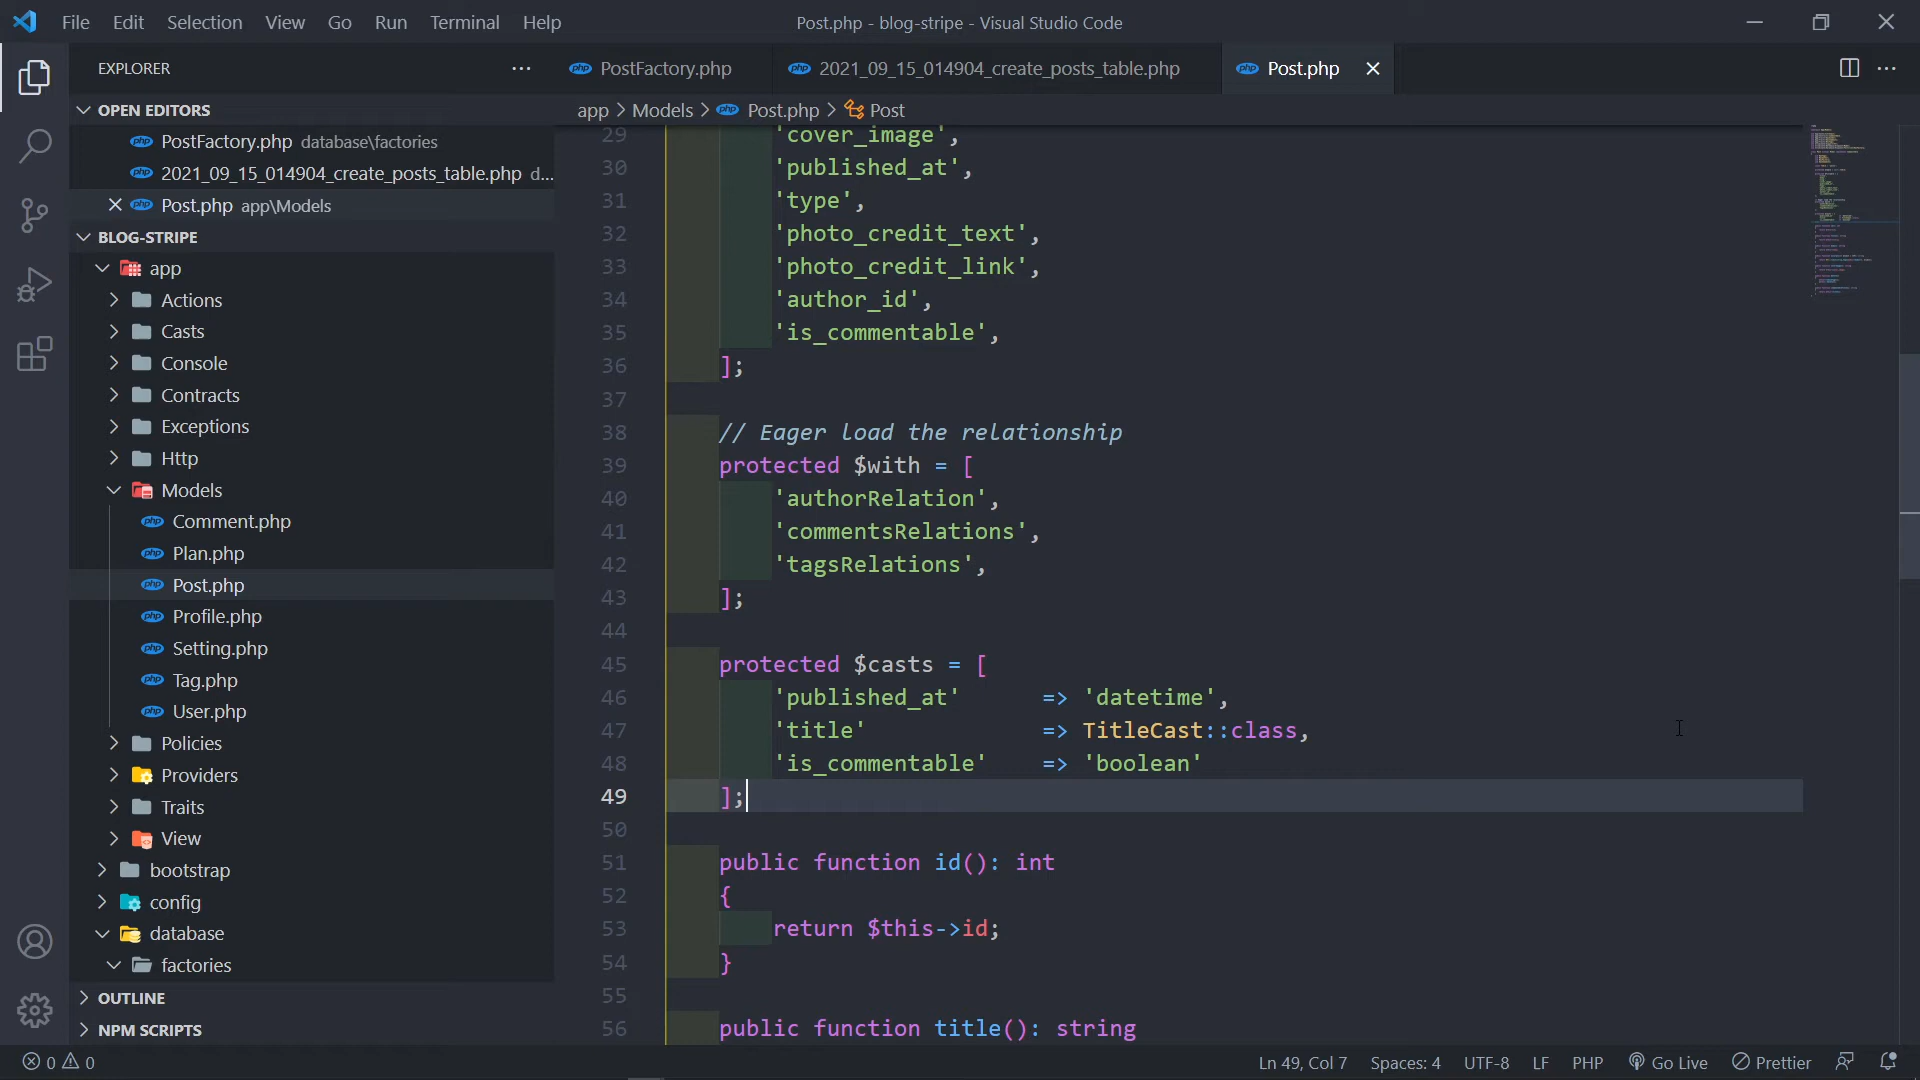 File Edit Selection View Go Run Terminal Help
Post.php - blog-stripe - Visual Studio Code
EXPLORER
OPEN EDITORS
PostFactory.php database\factories
2021_09_15_014904_create_posts_table.php d...
Post.php app\Models
BLOG-STRIPE
app
Actions
Casts
Console
Contracts
Exceptions
Http
Models
Comment.php
Plan.php
Post.php
Profile.php
Setting.php
Tag.php
User.php
Policies
Providers
Traits
View
bootstrap
config
database
factories
OUTLINE
NPM SCRIPTS
PostFactory.php
2021_09_15_014904_create_posts_table.php
Post.php
app > Models > Post.php > Post
29 'cover_image',
30 'published_at',
31 'type',
32 'photo_credit_text',
33 'photo_credit_link',
34 'author_id',
35 'is_commentable',
36 ];
37
38 // Eager load the relationship
39 protected $with = [
40 'authorRelation',
41 'commentsRelations',
42 'tagsRelations',
43 ];
44
45 protected $casts = [
46 'published_at' => 'datetime',
47 'title' => TitleCast::class,
48 'is_commentable' => 'boolean'
49 ];
50
51 public function id(): int
52 {
53 return $this->id;
54 }
55
56 public function title(): string
0 0
Ln 49, Col 7 Spaces: 4 UTF-8 LF PHP Go Live Prettier